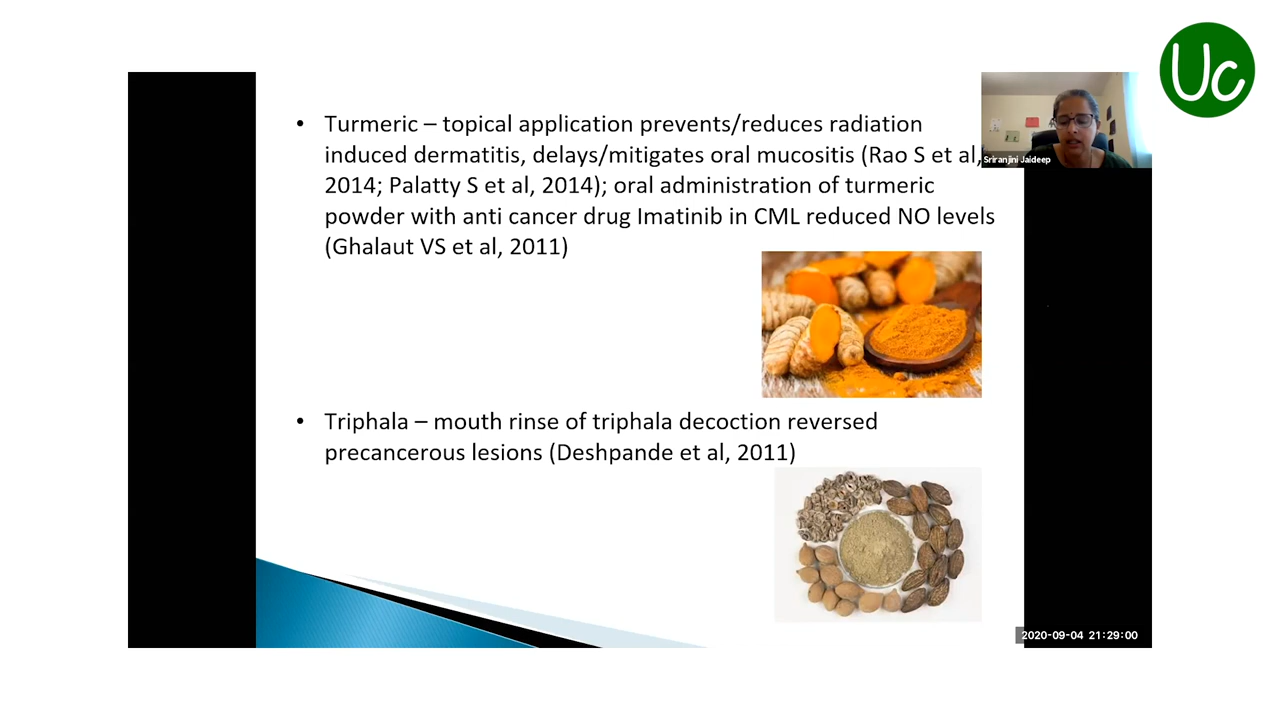 Uc
• Turmeric – topical application prevents/reduces radiation
induced dermatitis, delays/mitigates oral mucositis (Rao S et al,
2014; Palatty S et al, 2014); oral administration of turmeric
powder with anti cancer drug Imatinib in CML reduced NO levels
(Ghalaut VS et al, 2011)
Sriranjini Jaideep
• Triphala – mouth rinse of triphala decoction reversed
precancerous lesions (Deshpande et al, 2011)
2020-09-04 21:29:00